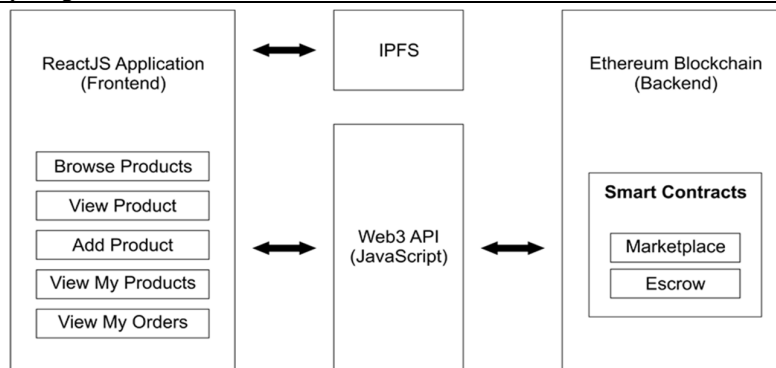 ReactJS Application
(Frontend)
Browse Products
View Product
Add Product
View My Products
View My Orders
IPFS
Web3 API
(JavaScript)
Ethereum Blockchain
(Backend)
Smart Contracts
Marketplace
Escrow